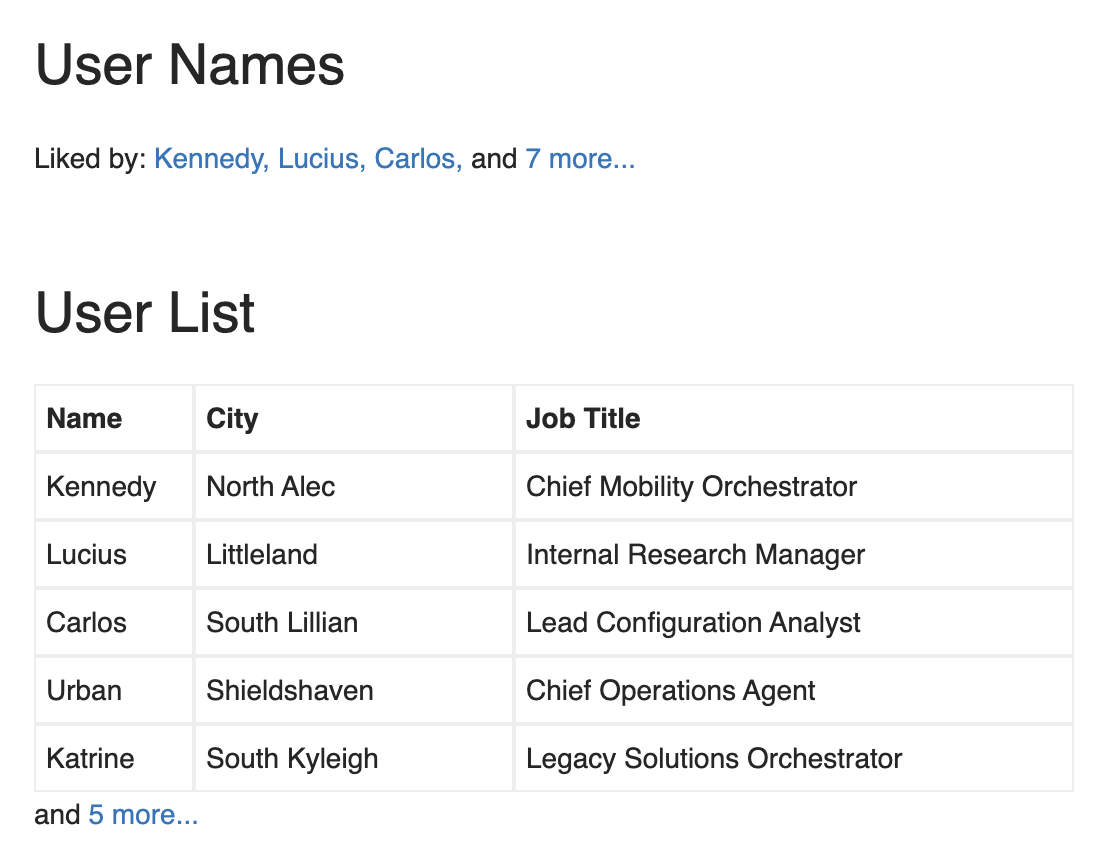 User Names
Liked by: Kennedy, Lucius, Carlos, and 7 more...
User List
Name City Job Title
Kennedy North Alec Chief Mobility Orchestrator
Lucius Littleland Internal Research Manager
Carlos South Lillian Lead Configuration Analyst
Urban Shieldshaven Chief Operations Agent
Katrine South Kyleigh Legacy Solutions Orchestrator
and 5 more...